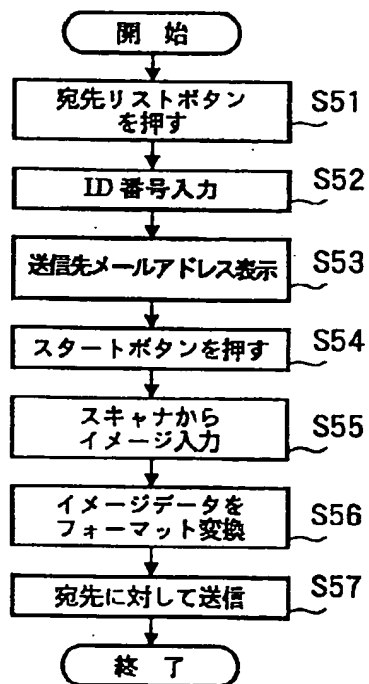 開 始
宛先リストボタン
を押す
S51
ID 番号入力
S52
送信先メールアドレス表示
S53
スタートボタンを押す
S54
スキャナから
イメージ入力
S55
イメージデータを
フォーマット変換
S56
宛先に対して送信
S57
終 了